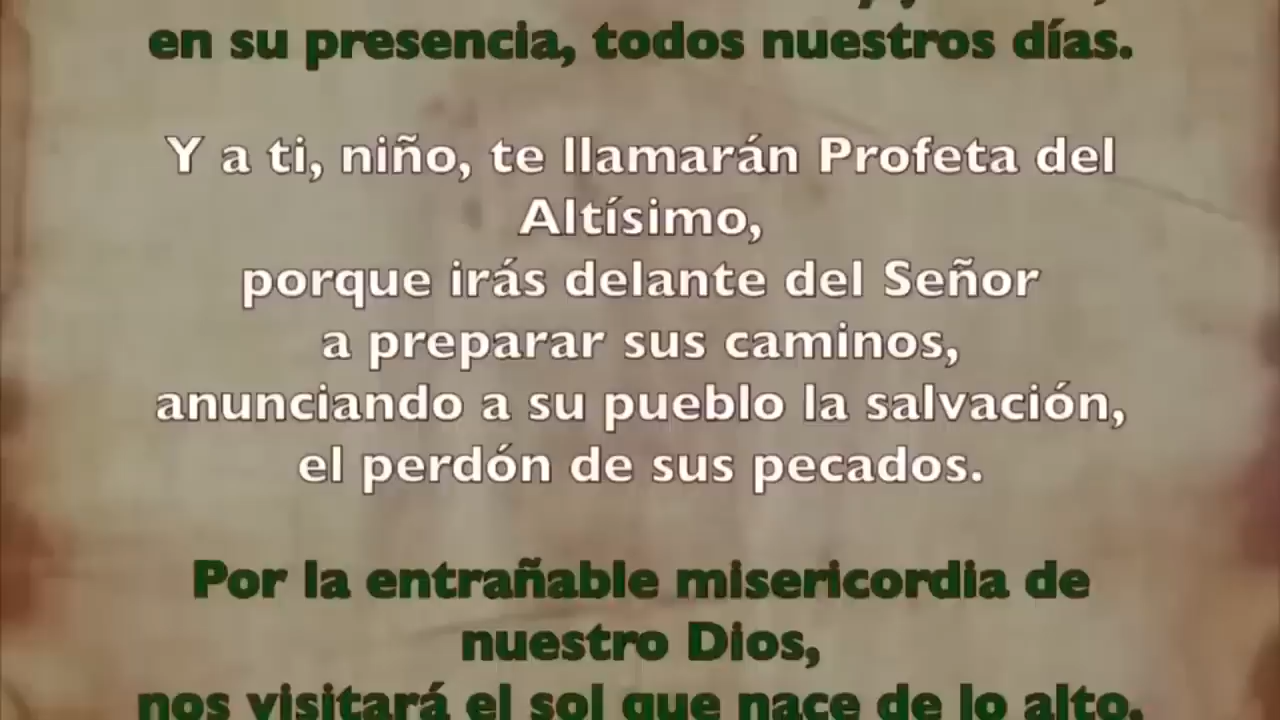 en su presencia, todos nuestros días.
Y a ti, niño, te llamarán Profeta del
Altísimo,
porque irás delante del Señor
a preparar sus caminos,
anunciando a su pueblo la salvación,
el perdón de sus pecados.
Por la entrañable misericordia de
nuestro Dios,
nos visitará el sol que nace de lo alto,